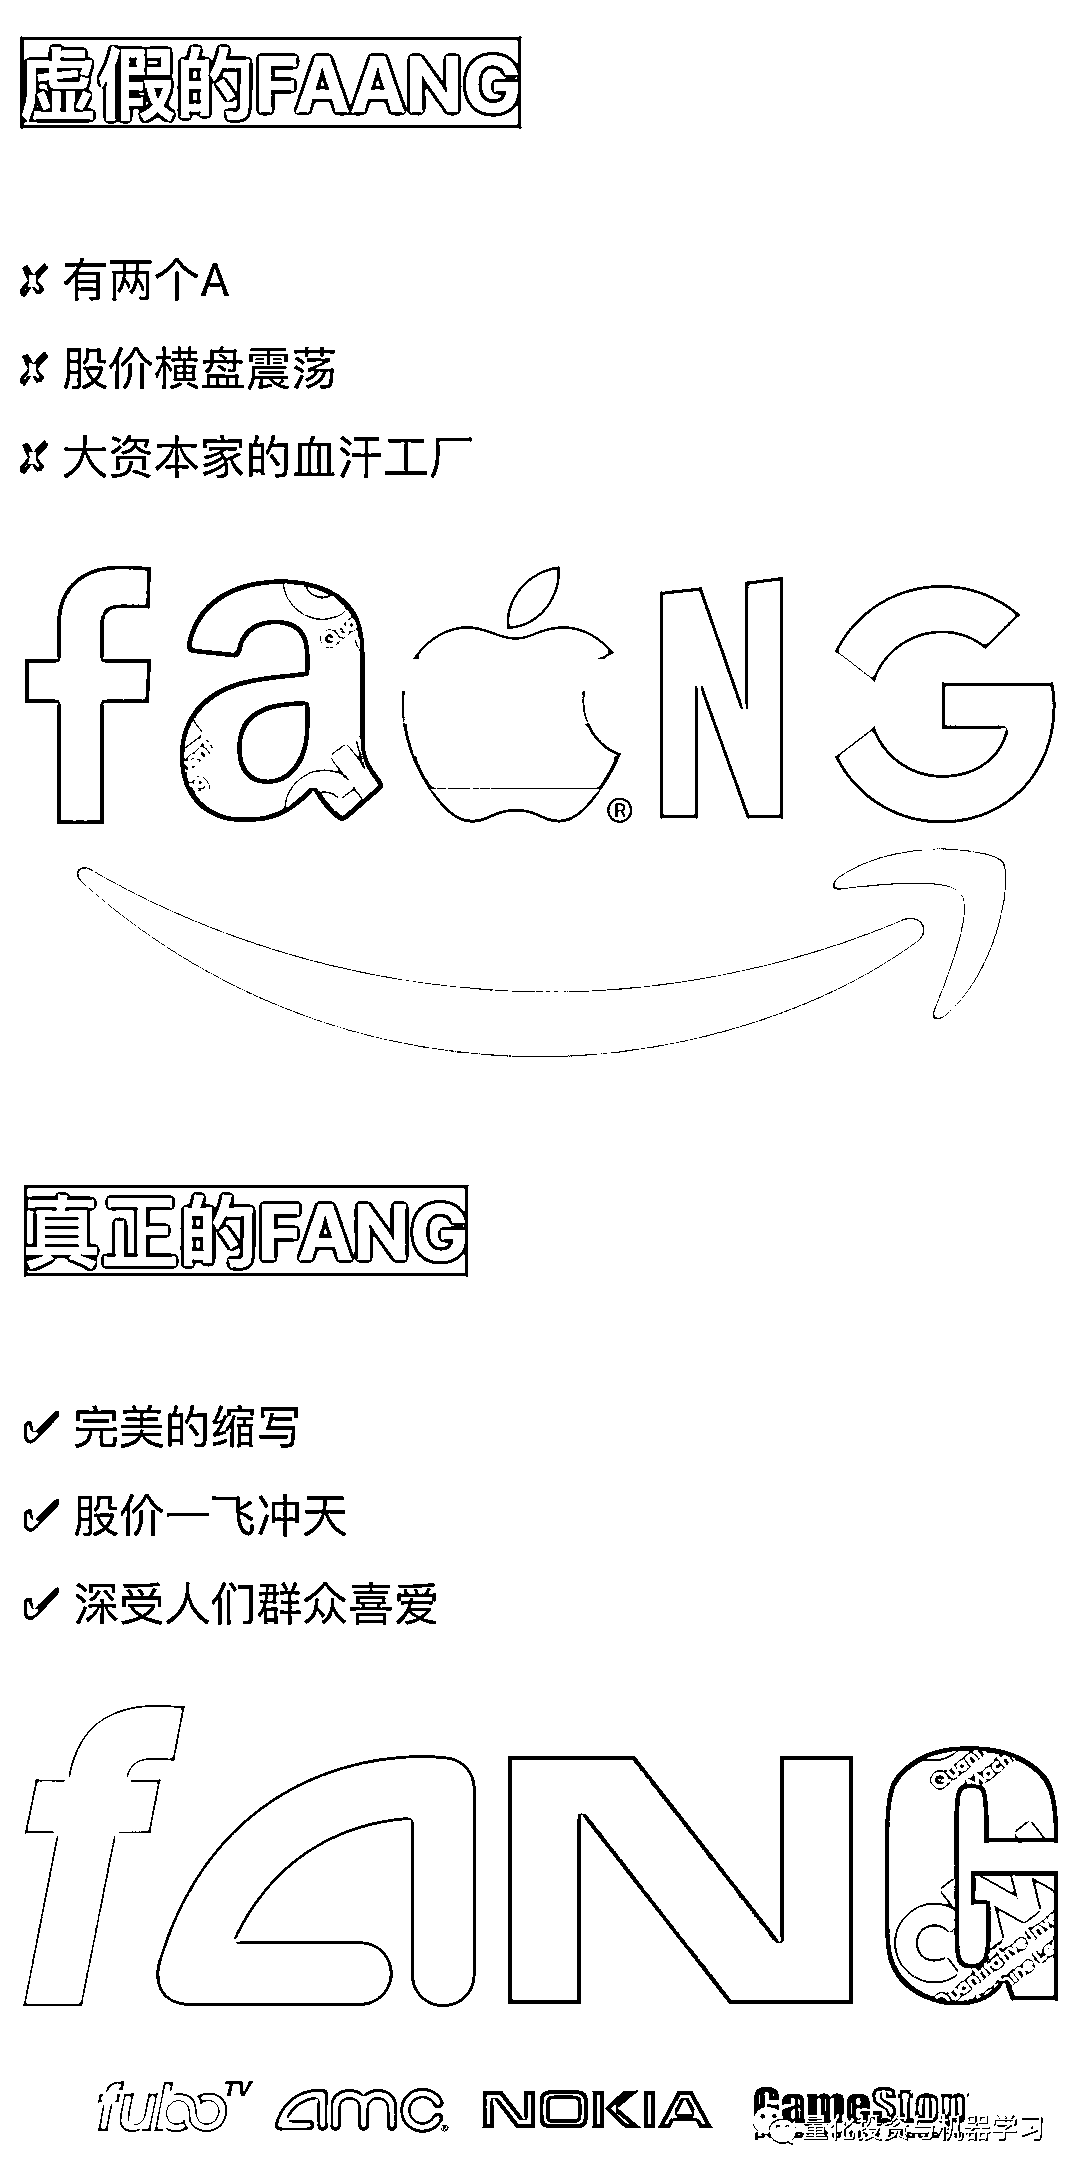 虚假的FAANG
✘ 有两个A
✘ 股价横盘震荡
✘ 大资本家的血汗工厂
faNG
®
真正的FANG
✔ 完美的缩写
✔ 股价一飞冲天
✔ 深受人们群众喜爱
fANG
fuboTV amc NOKIA GameStop
量化投资与机器学习